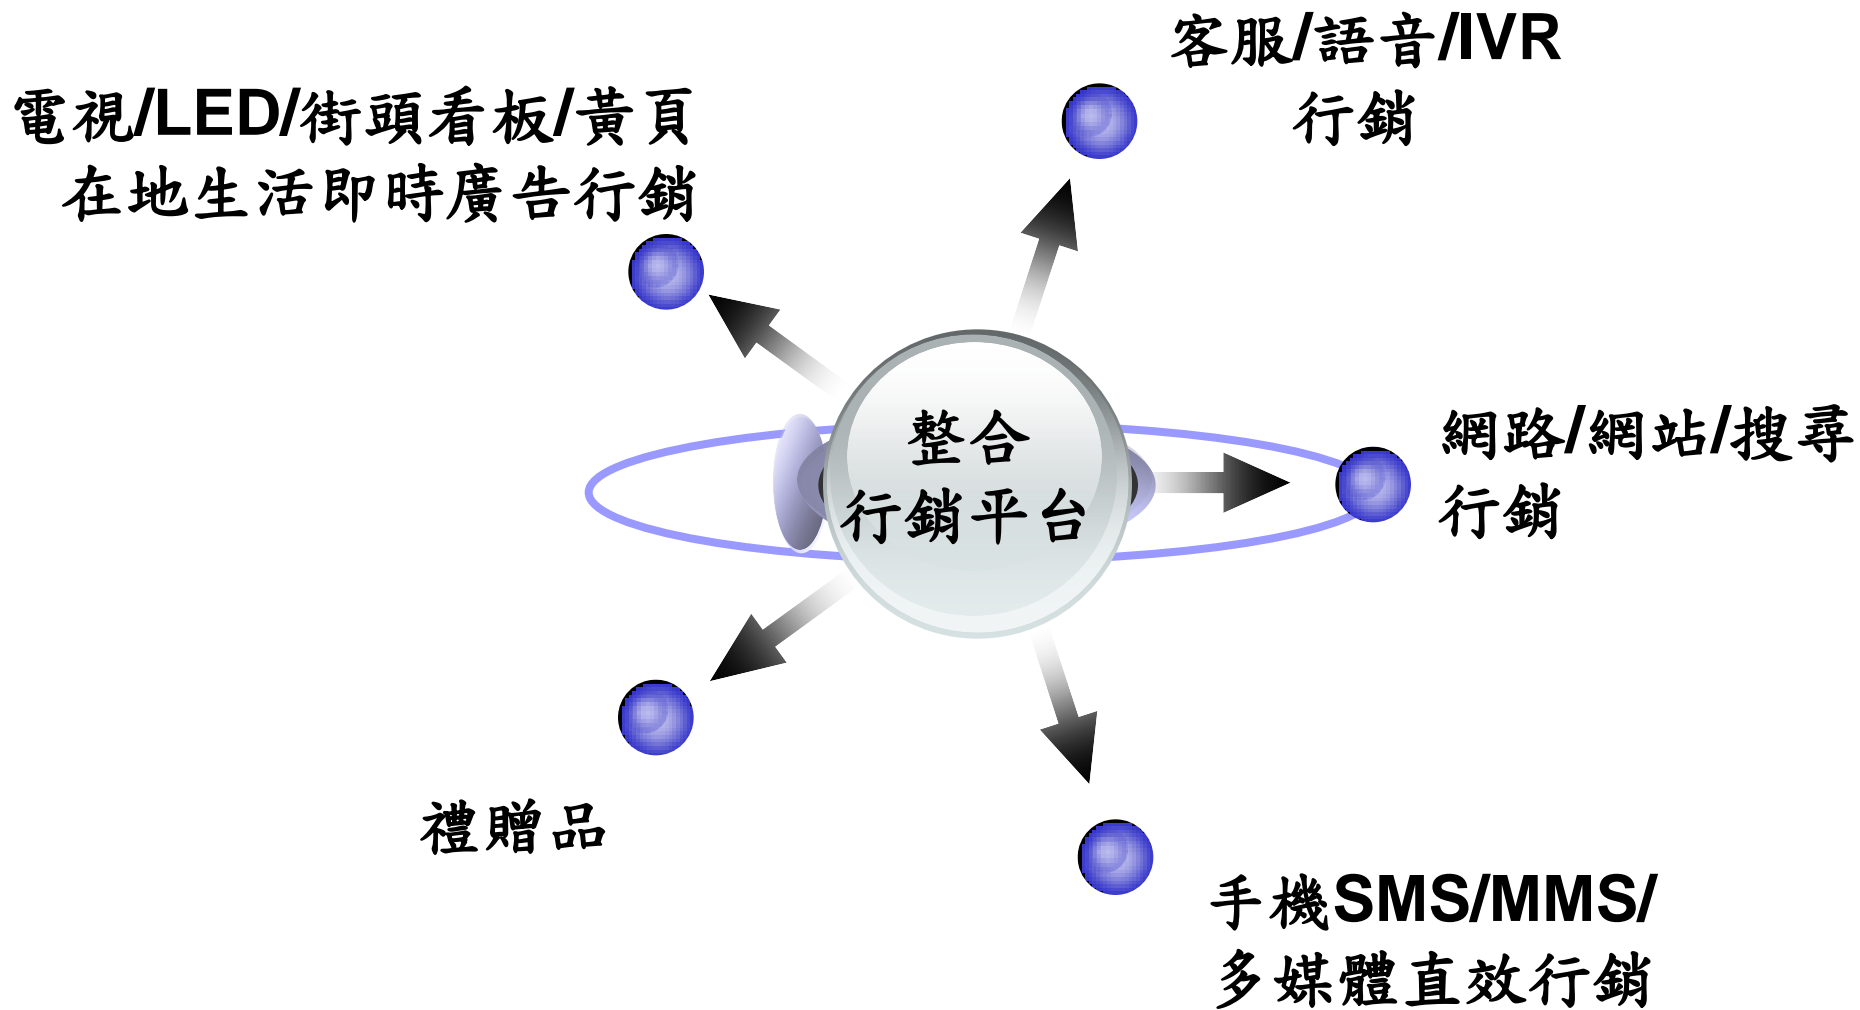 客服/語音/IVR
行銷
電視/LED/街頭看板/黃頁
在地生活即時廣告行銷
整合
行銷平台
網路/網站/搜尋
行銷
禮贈品
手機SMS/MMS/
多媒體直效行銷